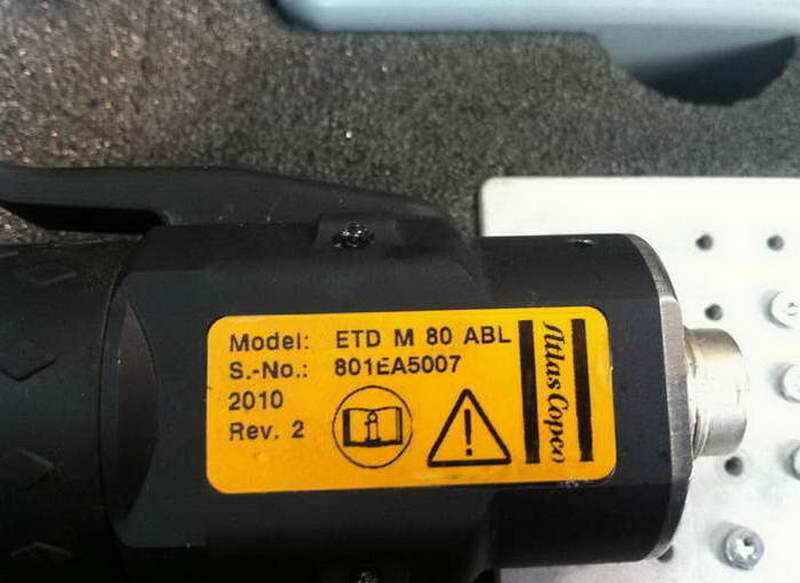 Model: ETD M 80 ABL
S.-No.: 801EA5007
2010
Rev. 2
Atlas Copco